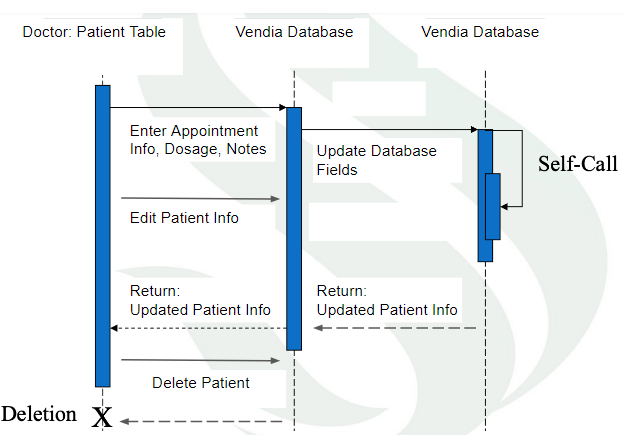 Doctor: Patient Table
Vendia Database
Vendia Database
Enter Appointment
Info, Dosage, Notes
Update Database
Fields
Self-Call
Edit Patient Info
Return:
Updated Patient Info
Return:
Updated Patient Info
Delete Patient
Deletion X